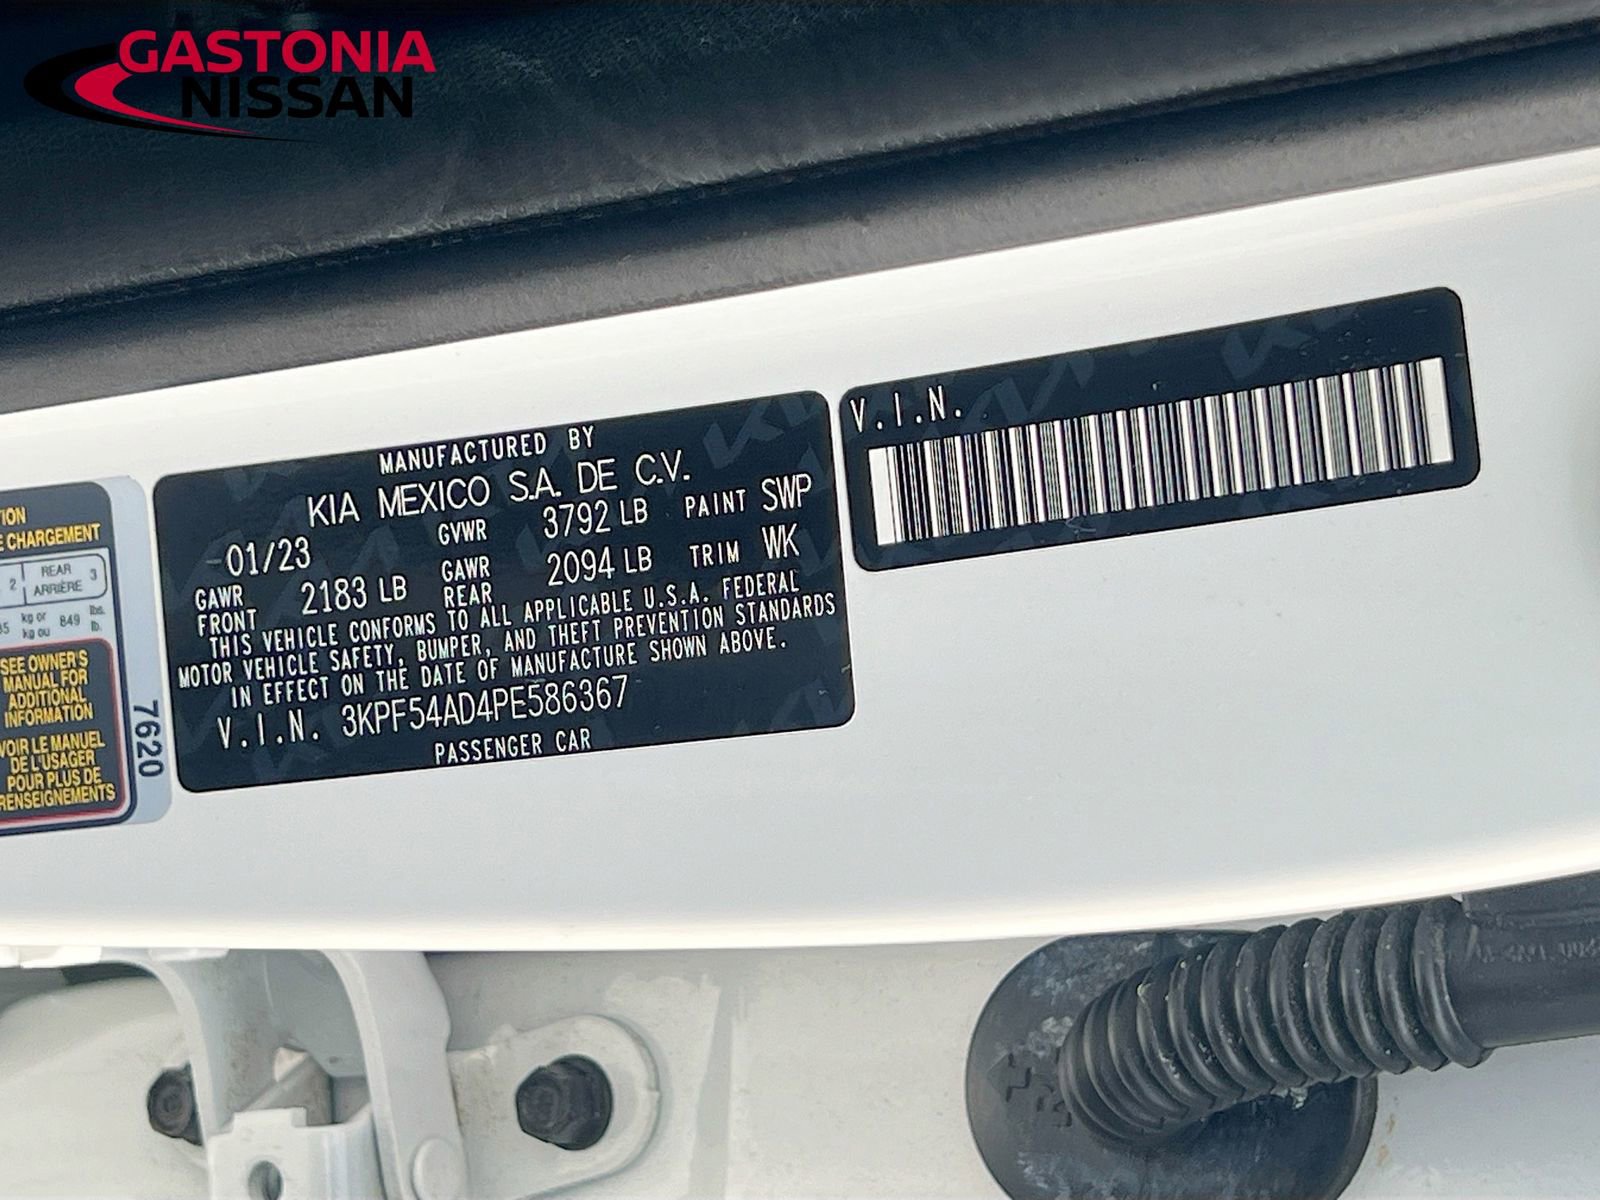 GASTONIA
NISSAN
MANUFACTURED BY
KIA MEXICO S.A. DE C.V.
01/23 GVWR 3792 LB PAINT SWP
GAWR FRONT 2183 LB GAWR REAR 2094 LB TRIM WK
THIS VEHICLE CONFORMS TO ALL APPLICABLE U.S.A. FEDERAL
MOTOR VEHICLE SAFETY, BUMPER, AND THEFT PREVENTION STANDARDS
IN EFFECT ON THE DATE OF MANUFACTURE SHOWN ABOVE.
V.I.N. 3KPF54AD4PE586367
PASSENGER CAR
V.I.N.
CHARGEMENT
2 REAR ARRIÈRE 3
kg or kg ou 849 lbs. lb.
SEE OWNER'S
MANUAL FOR
ADDITIONAL
INFORMATION
VOIR LE MANUEL
DE L'USAGER
POUR PLUS DE
RENSEIGNEMENTS
7620